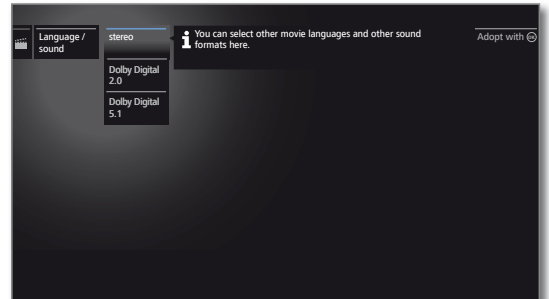 Language /
sound
stereo
Dolby Digital
2.0
Dolby Digital
5.1
You can select other movie languages and other sound
formats here.
Adopt with OK